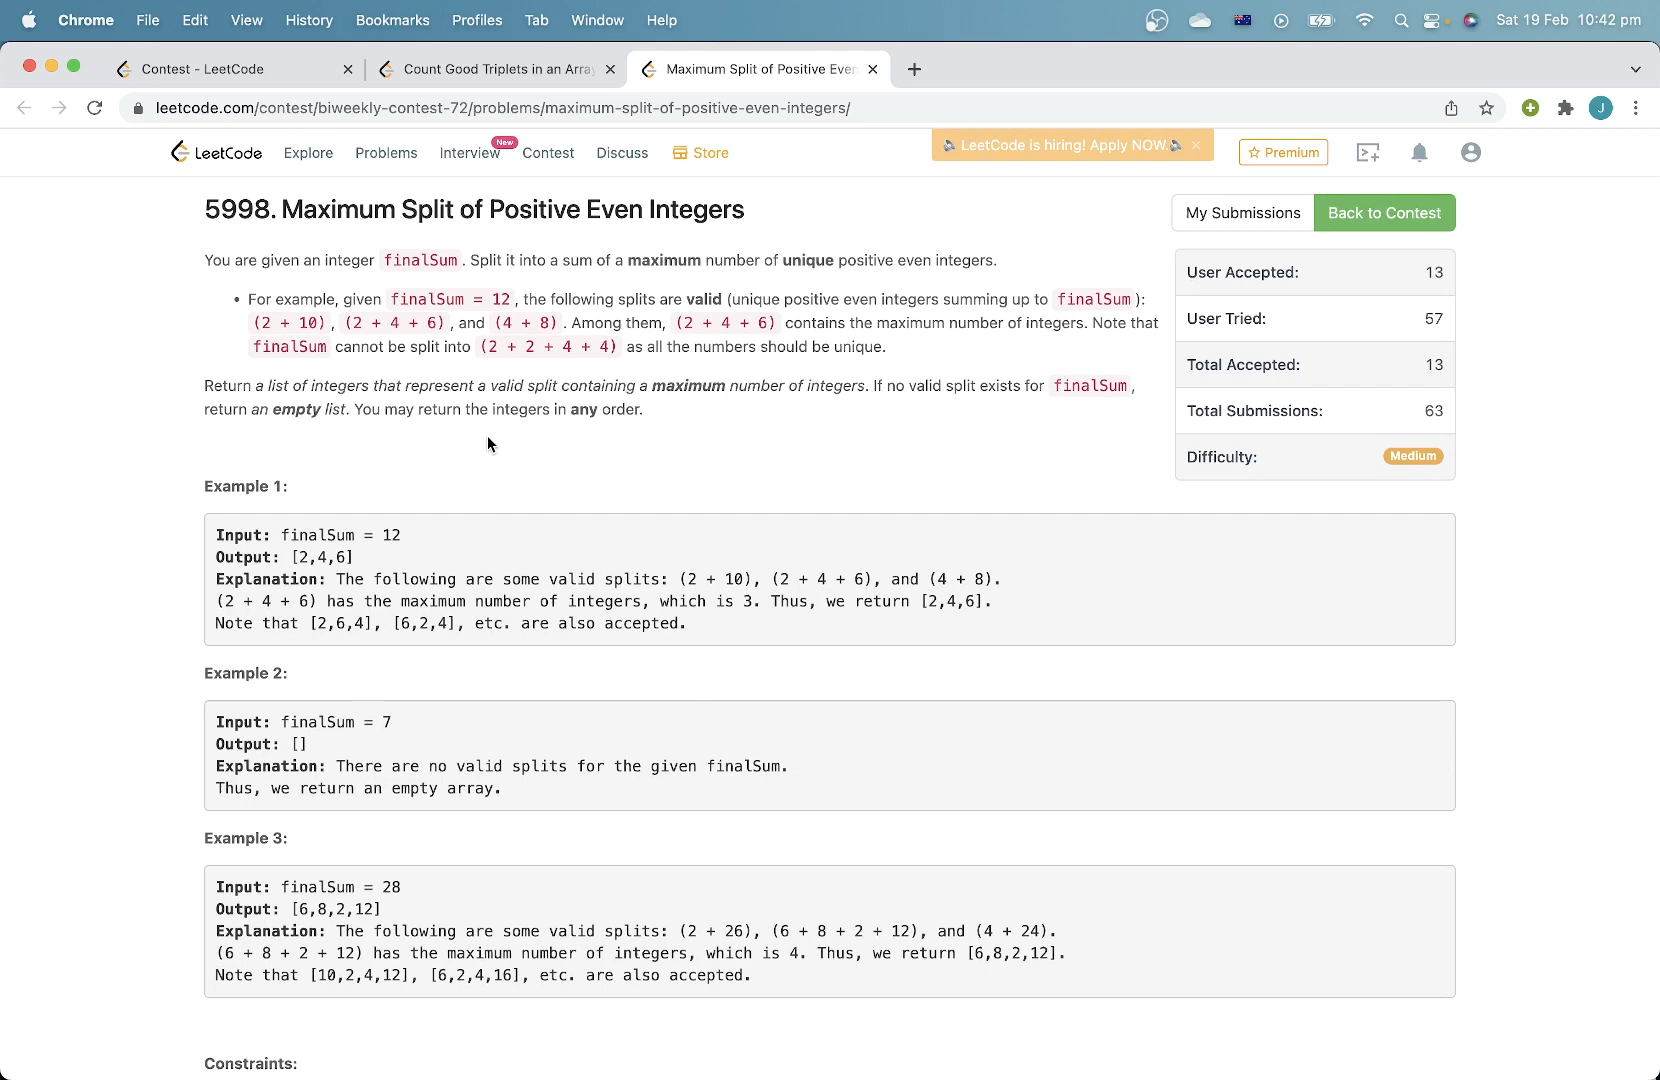 Chrome File Edit View History Bookmarks Profiles Tab Window Help Sat 19 Feb 10:42 pm
Contest - LeetCode Count Good Triplets in an Array Maximum Split of Positive Even
leetcode.com/contest/biweekly-contest-72/problems/maximum-split-of-positive-even-integers/ J
LeetCode Explore Problems Interview New Contest Discuss Store LeetCode is hiring! Apply NOW. Premium
5998. Maximum Split of Positive Even Integers
My Submissions Back to Contest
You are given an integer finalSum. Split it into a sum of a maximum number of unique positive even integers.
• For example, given finalSum = 12, the following splits are valid (unique positive even integers summing up to finalSum):
(2 + 10), (2 + 4 + 6), and (4 + 8). Among them, (2 + 4 + 6) contains the maximum number of integers. Note that
finalSum cannot be split into (2 + 2 + 4 + 4) as all the numbers should be unique.
Return a list of integers that represent a valid split containing a maximum number of integers. If no valid split exists for finalSum,
return an empty list. You may return the integers in any order.
User Accepted: 13
User Tried: 57
Total Accepted: 13
Total Submissions: 63
Difficulty: Medium
Example 1:
Input: finalSum = 12
Output: [2,4,6]
Explanation: The following are some valid splits: (2 + 10), (2 + 4 + 6), and (4 + 8).
(2 + 4 + 6) has the maximum number of integers, which is 3. Thus, we return [2,4,6].
Note that [2,6,4], [6,2,4], etc. are also accepted.
Example 2:
Input: finalSum = 7
Output: []
Explanation: There are no valid splits for the given finalSum.
Thus, we return an empty array.
Example 3:
Input: finalSum = 28
Output: [6,8,2,12]
Explanation: The following are some valid splits: (2 + 26), (6 + 8 + 2 + 12), and (4 + 24).
(6 + 8 + 2 + 12) has the maximum number of integers, which is 4. Thus, we return [6,8,2,12].
Note that [10,2,4,12], [6,2,4,16], etc. are also accepted.
Constraints: